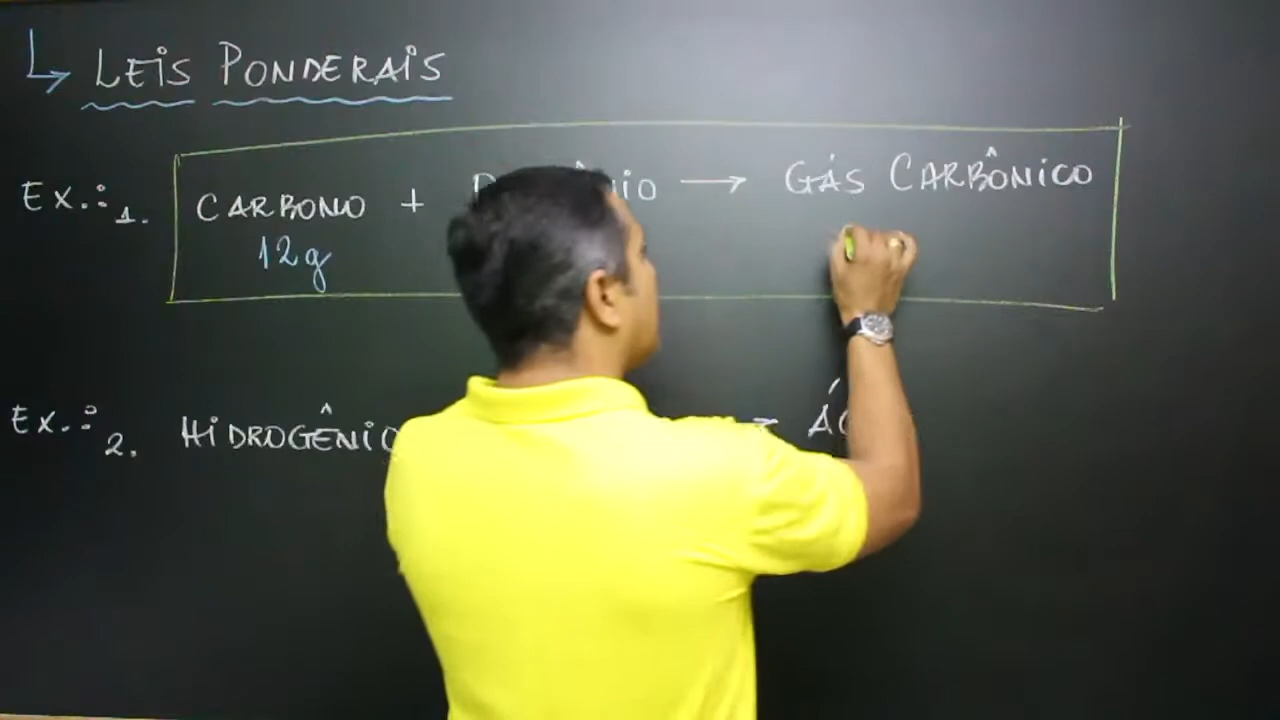 ↳ LEIS PONDERAIS
Ex.: 1. CARBONO + → GÁS CARBÔNICO
12g
Ex.: 2. HIDROGÊNIO